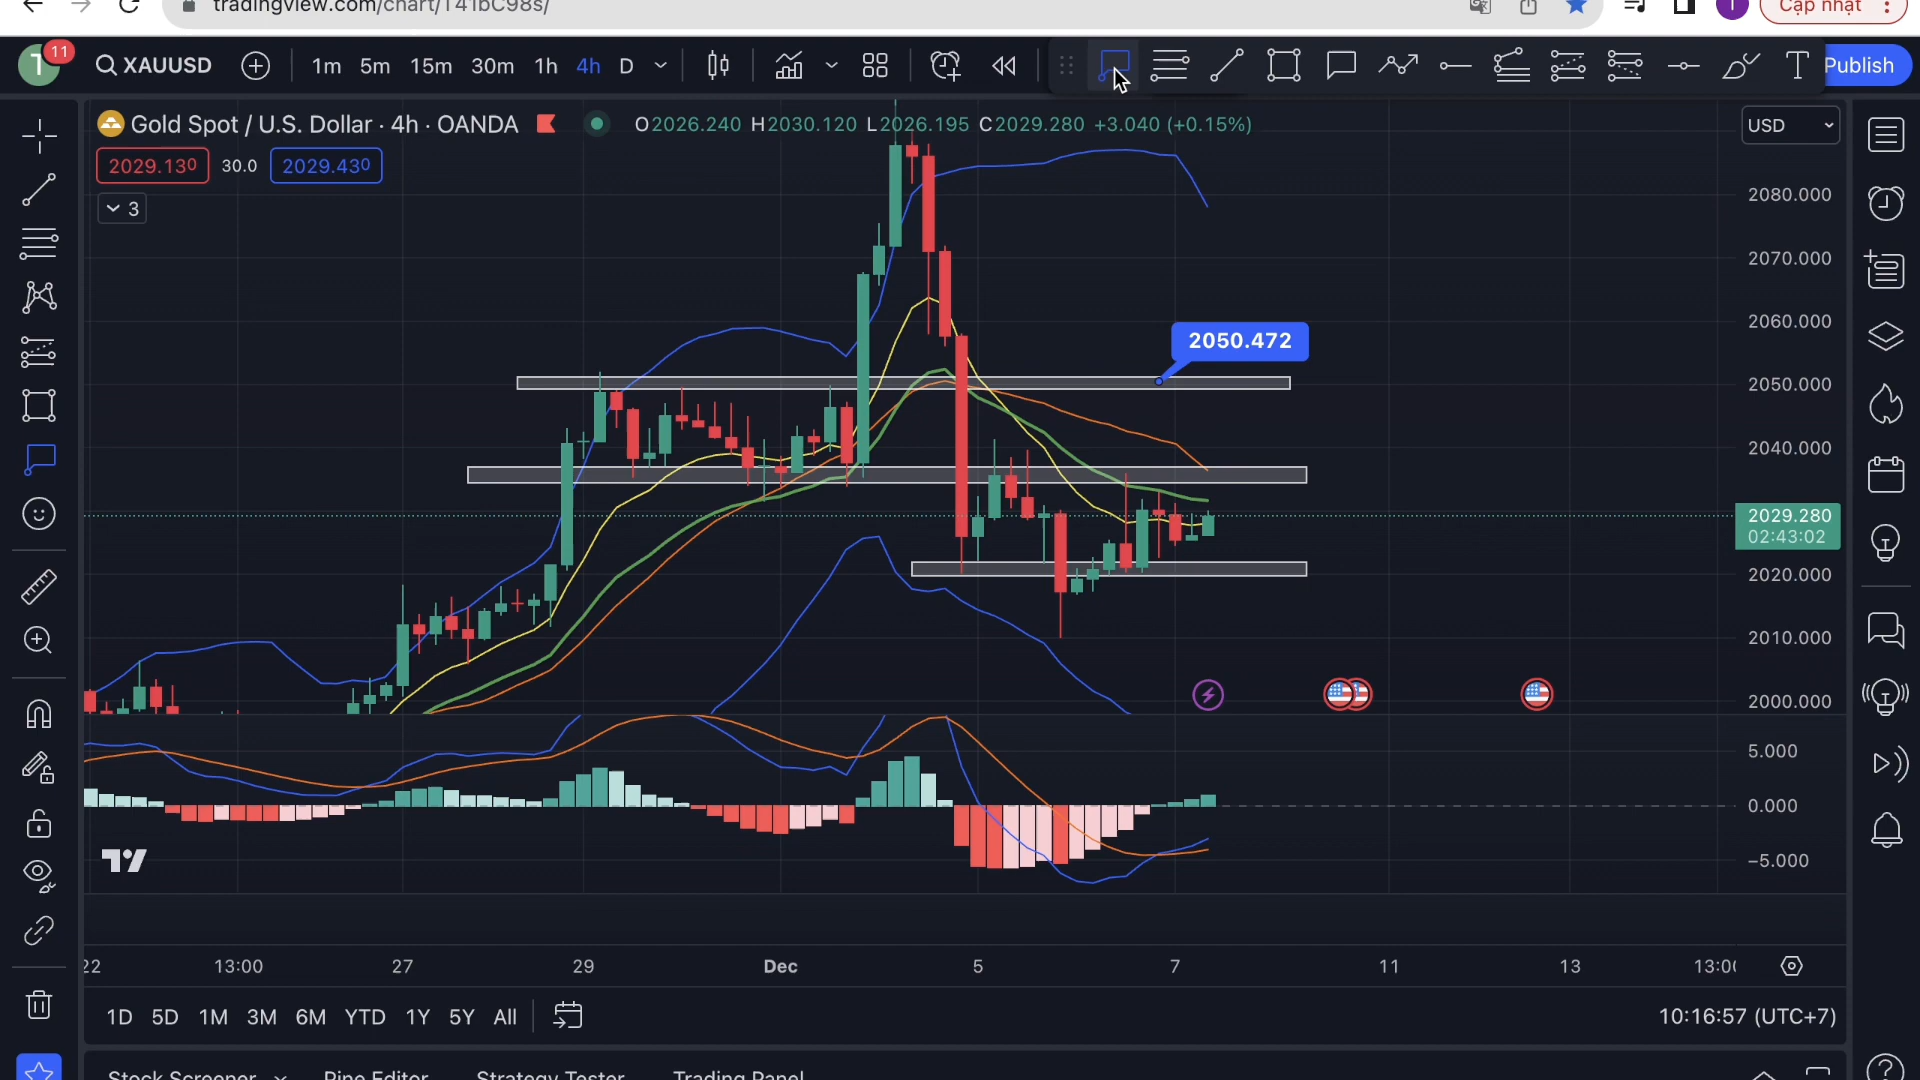 tradingview.com/chart/T41bC98s/
Cập nhật
T
11
XAUUSD
1m 5m 15m 30m 1h 4h D
Publish
Gold Spot / U.S. Dollar · 4h · OANDA
O2026.240 H2030.120 L2026.195 C2029.280 +3.040 (+0.15%)
USD
2029.130 30.0 2029.430
3
2080.000
2070.000
2060.000
2050.472
2050.000
2040.000
2029.280
02:43:02
2020.000
2010.000
2000.000
5.000
0.000
−5.000
22 13:00 27 29 Dec 5 7 11 13 13:00
1D 5D 1M 3M 6M YTD 1Y 5Y All
10:16:57 (UTC+7)
Stock Screener Pine Editor Strategy Tester Trading Panel